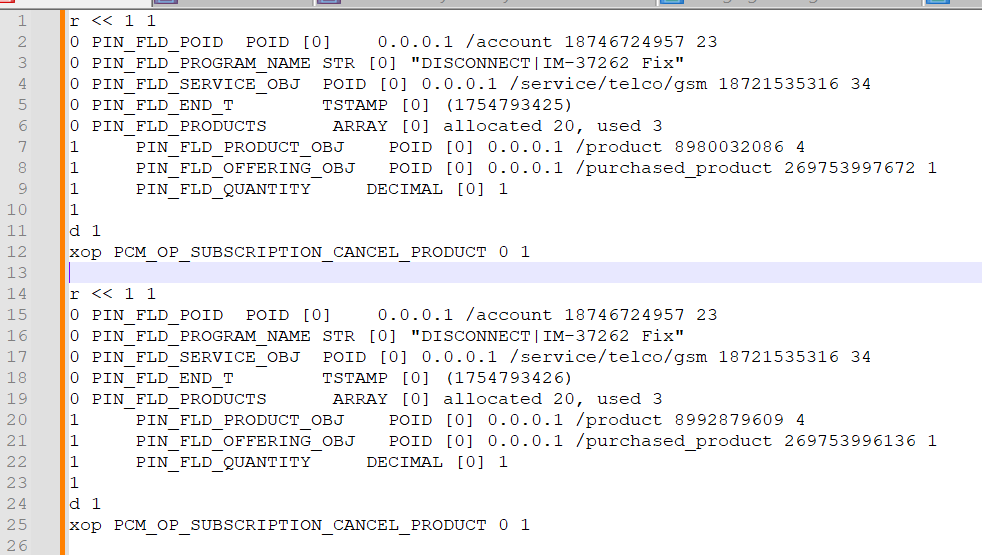 1 r << 1 1
2 0 PIN_FLD_POID  POID [0]    0.0.0.1 /account 18746724957 23
3 0 PIN_FLD_PROGRAM_NAME STR [0] "DISCONNECT|IM-37262 Fix"
4 0 PIN_FLD_SERVICE_OBJ  POID [0] 0.0.0.1 /service/telco/gsm 18721535316 34
5 0 PIN_FLD_END_T        TSTAMP [0] (1754793425)
6 0 PIN_FLD_PRODUCTS      ARRAY [0] allocated 20, used 3
7 1     PIN_FLD_PRODUCT_OBJ    POID [0] 0.0.0.1 /product 8980032086 4
8 1     PIN_FLD_OFFERING_OBJ   POID [0] 0.0.0.1 /purchased_product 269753997672 1
9 1     PIN_FLD_QUANTITY     DECIMAL [0] 1
10 1
11 d 1
12 xop PCM_OP_SUBSCRIPTION_CANCEL_PRODUCT 0 1
13
14 r << 1 1
15 0 PIN_FLD_POID  POID [0]    0.0.0.1 /account 18746724957 23
16 0 PIN_FLD_PROGRAM_NAME STR [0] "DISCONNECT|IM-37262 Fix"
17 0 PIN_FLD_SERVICE_OBJ  POID [0] 0.0.0.1 /service/telco/gsm 18721535316 34
18 0 PIN_FLD_END_T        TSTAMP [0] (1754793426)
19 0 PIN_FLD_PRODUCTS      ARRAY [0] allocated 20, used 3
20 1     PIN_FLD_PRODUCT_OBJ    POID [0] 0.0.0.1 /product 8992879609 4
21 1     PIN_FLD_OFFERING_OBJ   POID [0] 0.0.0.1 /purchased_product 269753996136 1
22 1     PIN_FLD_QUANTITY     DECIMAL [0] 1
23 1
24 d 1
25 xop PCM_OP_SUBSCRIPTION_CANCEL_PRODUCT 0 1
26